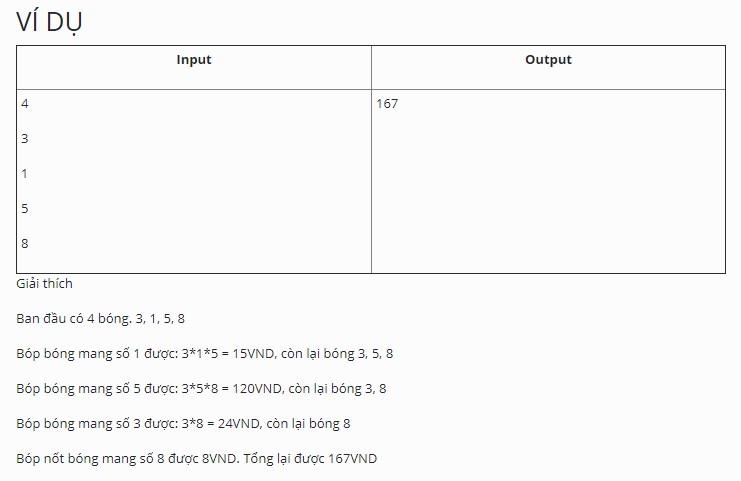 VÍ DỤ
Input Output
4 167
3
1
5
8
Giải thích
Ban đầu có 4 bóng. 3, 1, 5, 8
Bóp bóng mang số 1 được: 3*1*5 = 15VND, còn lại bóng 3, 5, 8
Bóp bóng mang số 5 được: 3*5*8 = 120VND, còn lại bóng 3, 8
Bóp bóng mang số 3 được: 3*8 = 24VND, còn lại bóng 8
Bóp nốt bóng mang số 8 được 8VND. Tổng lại được 167VND